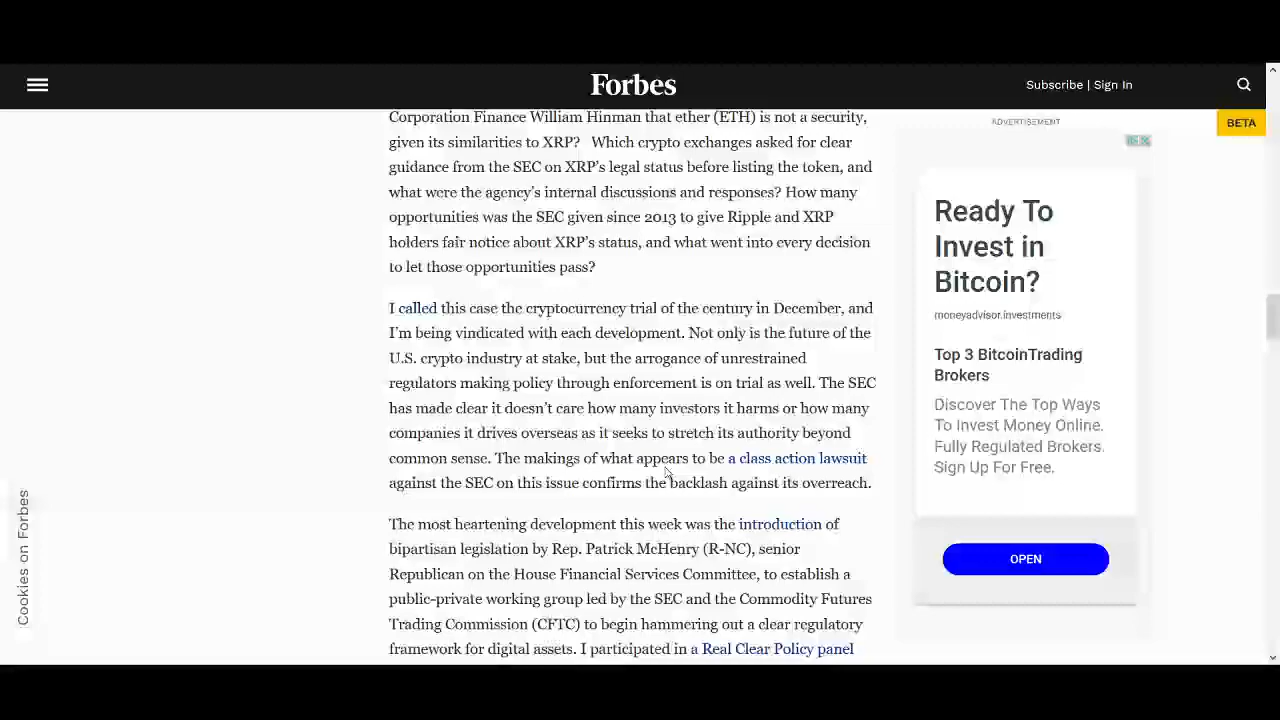 Forbes
Subscribe | Sign In
BETA
Corporation Finance William Hinman that ether (ETH) is not a security,
given its similarities to XRP?   Which crypto exchanges asked for clear
guidance from the SEC on XRP's legal status before listing the token, and
what were the agency's internal discussions and responses? How many
opportunities was the SEC given since 2013 to give Ripple and XRP
holders fair notice about XRP's status, and what went into every decision
to let those opportunities pass?
I called this case the cryptocurrency trial of the century in December, and
I'm being vindicated with each development. Not only is the future of the
U.S. crypto industry at stake, but the arrogance of unrestrained
regulators making policy through enforcement is on trial as well. The SEC
has made clear it doesn't care how many investors it harms or how many
companies it drives overseas as it seeks to stretch its authority beyond
common sense. The makings of what appears to be a class action lawsuit
against the SEC on this issue confirms the backlash against its overreach.
The most heartening development this week was the introduction of
bipartisan legislation by Rep. Patrick McHenry (R-NC), senior
Republican on the House Financial Services Committee, to establish a
public-private working group led by the SEC and the Commodity Futures
Trading Commission (CFTC) to begin hammering out a clear regulatory
framework for digital assets. I participated in a Real Clear Policy panel
ADVERTISEMENT
Ready To
Invest in
Bitcoin?
moneyadvisor.investments
Top 3 BitcoinTrading
Brokers
Discover The Top Ways
To Invest Money Online.
Fully Regulated Brokers.
Sign Up For Free.
OPEN
Cookies on Forbes